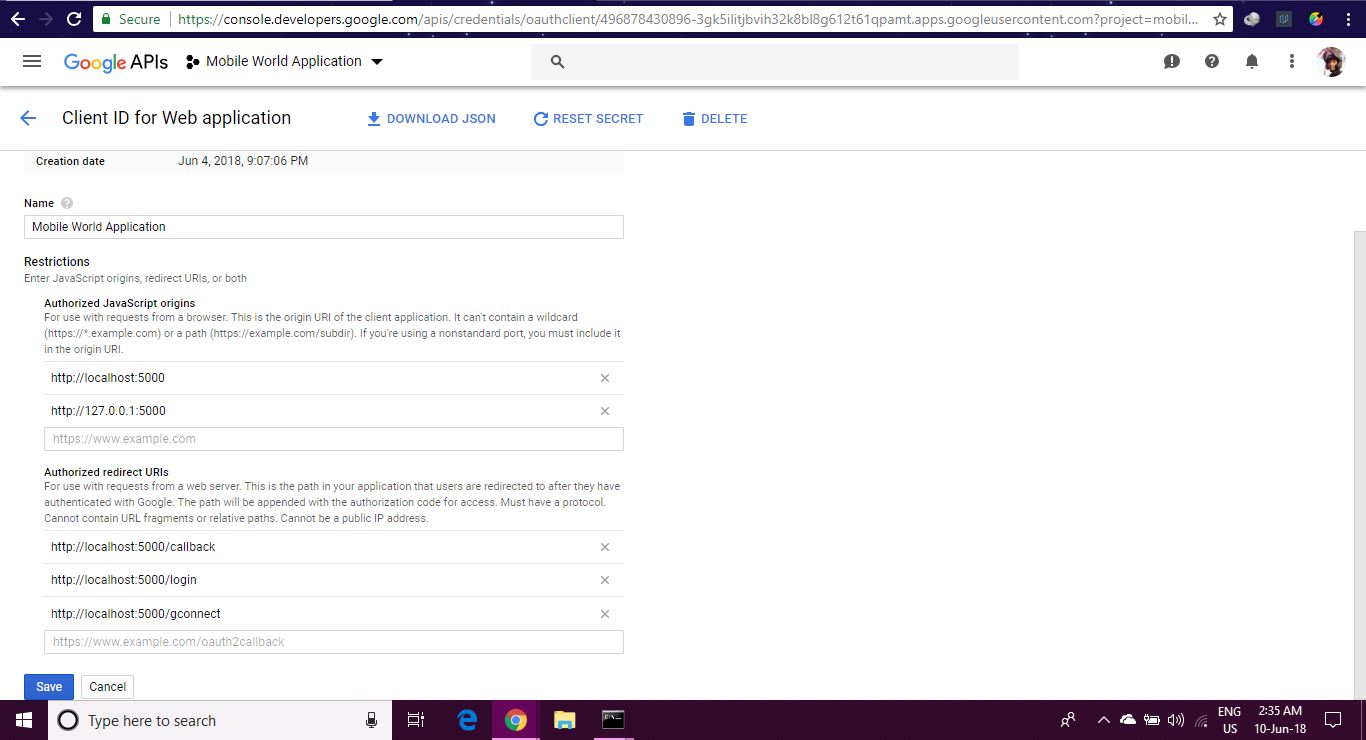 Secure https://console.developers.google.com/apis/credentials/oauthclient/496878430896-3gk5ilitjbvih32k8bl8g612t61qpamt.apps.googleusercontent.com?project=mobil...
Google APIs Mobile World Application
Client ID for Web application DOWNLOAD JSON RESET SECRET DELETE
Creation date Jun 4, 2018, 9:07:06 PM
Name
Mobile World Application
Restrictions
Enter JavaScript origins, redirect URIs, or both
Authorized JavaScript origins
For use with requests from a browser. This is the origin URI of the client application. It can't contain a wildcard
(https://*.example.com) or a path (https://example.com/subdir). If you're using a nonstandard port, you must include it
in the origin URI.
http://localhost:5000
http://127.0.0.1:5000
https://www.example.com
Authorized redirect URIs
For use with requests from a web server. This is the path in your application that users are redirected to after they have
authenticated with Google. The path will be appended with the authorization code for access. Must have a protocol.
Cannot contain URL fragments or relative paths. Cannot be a public IP address.
http://localhost:5000/callback
http://localhost:5000/login
http://localhost:5000/gconnect
https://www.example.com/oauth2callback
Save Cancel
Type here to search
ENG
US
2:35 AM
10-Jun-18